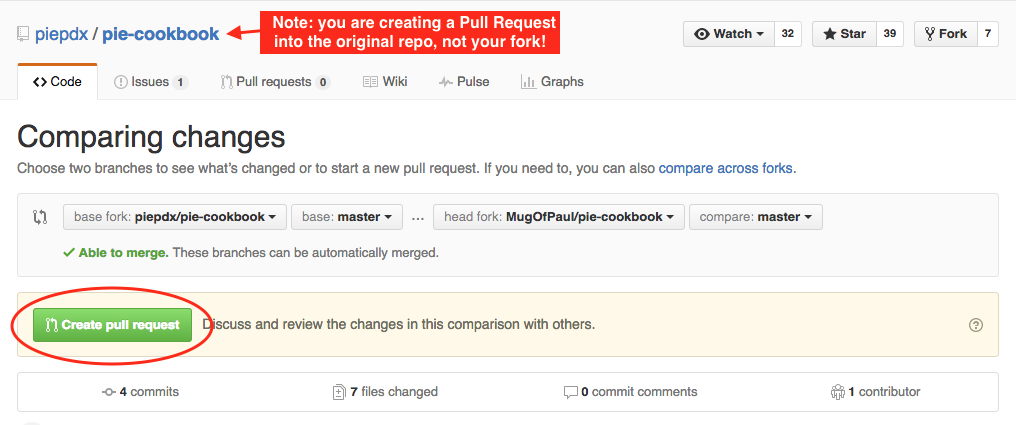 piepdx / pie-cookbook
Note: you are creating a Pull Request
into the original repo, not your fork!
Watch 32 Star 39 Fork 7
Code Issues 1 Pull requests 0 Wiki Pulse Graphs
Comparing changes
Choose two branches to see what's changed or to start a new pull request. If you need to, you can also compare across forks.
base fork: piepdx/pie-cookbook base: master ... head fork: MugOfPaul/pie-cookbook compare: master
Able to merge. These branches can be automatically merged.
Create pull request Discuss and review the changes in this comparison with others. ?
4 commits 7 files changed 0 commit comments 1 contributor